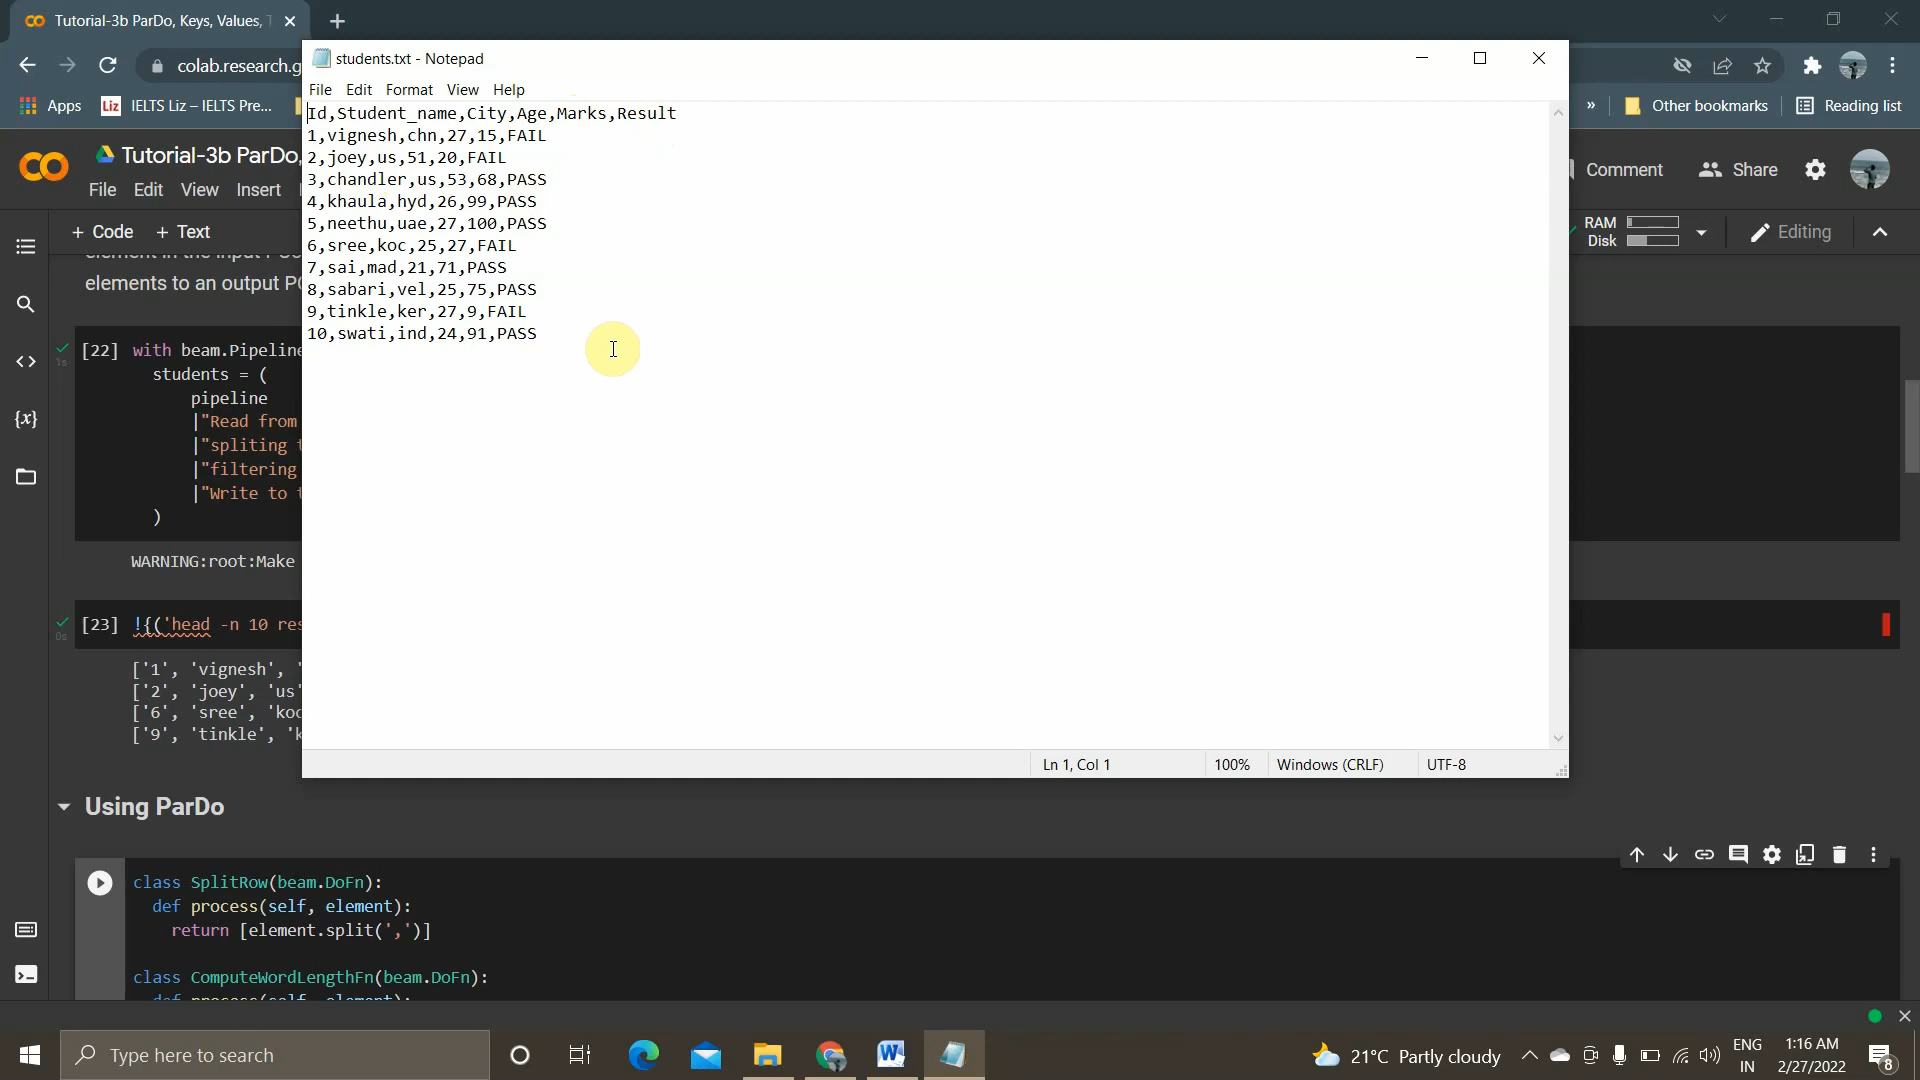 Tutorial-3b ParDo, Keys, Values, T
colab.research.g
Apps
Liz
IELTS Liz – IELTS Pre...
Other bookmarks
Reading list
students.txt - Notepad
File Edit Format View Help
Id,Student_name,City,Age,Marks,Result
1,vignesh,chn,27,15,FAIL
2,joey,us,51,20,FAIL
3,chandler,us,53,68,PASS
4,khaula,hyd,26,99,PASS
5,neethu,uae,27,100,PASS
6,sree,koc,25,27,FAIL
7,sai,mad,21,71,PASS
8,sabari,vel,25,75,PASS
9,tinkle,ker,27,9,FAIL
10,swati,ind,24,91,PASS
Ln 1, Col 1
100%
Windows (CRLF)
UTF-8
Tutorial-3b ParDo,
File Edit View Insert
Comment
Share
+ Code + Text
RAM
Disk
Editing
elements to an output PC
[22] with beam.Pipeline
students = (
pipeline
|"Read from
|"spliting t
|"filtering
|"Write to t
)
1s
WARNING:root:Make
[23] !{('head -n 10 res
0s
['1', 'vignesh', '
['2', 'joey', 'us'
['6', 'sree', 'koc
['9', 'tinkle', 'k
Using ParDo
class SplitRow(beam.DoFn):
def process(self, element):
return [element.split(',')]
class ComputeWordLengthFn(beam.DoFn):
Type here to search
21°C Partly cloudy
ENG
IN
1:16 AM
2/27/2022
8